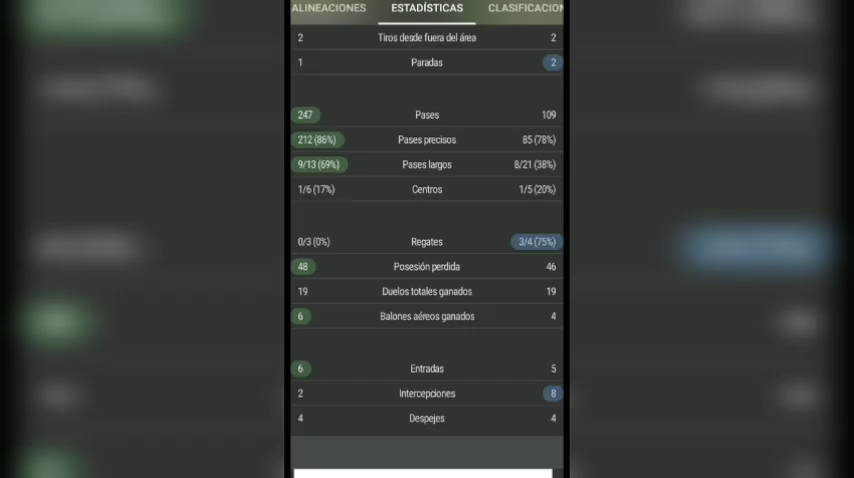 ALINEACIONES ESTADÍSTICAS CLASIFICACION
2 Tiros desde fuera del área 2
1 Paradas 2
247 Pases 109
212 (86%) Pases precisos 85 (78%)
9/13 (69%) Pases largos 8/21 (38%)
1/6 (17%) Centros 1/5 (20%)
0/3 (0%) Regates 3/4 (75%)
48 Posesión perdida 46
19 Duelos totales ganados 19
6 Balones aéreos ganados 4
6 Entradas 5
2 Intercepciones 8
4 Despejes 4